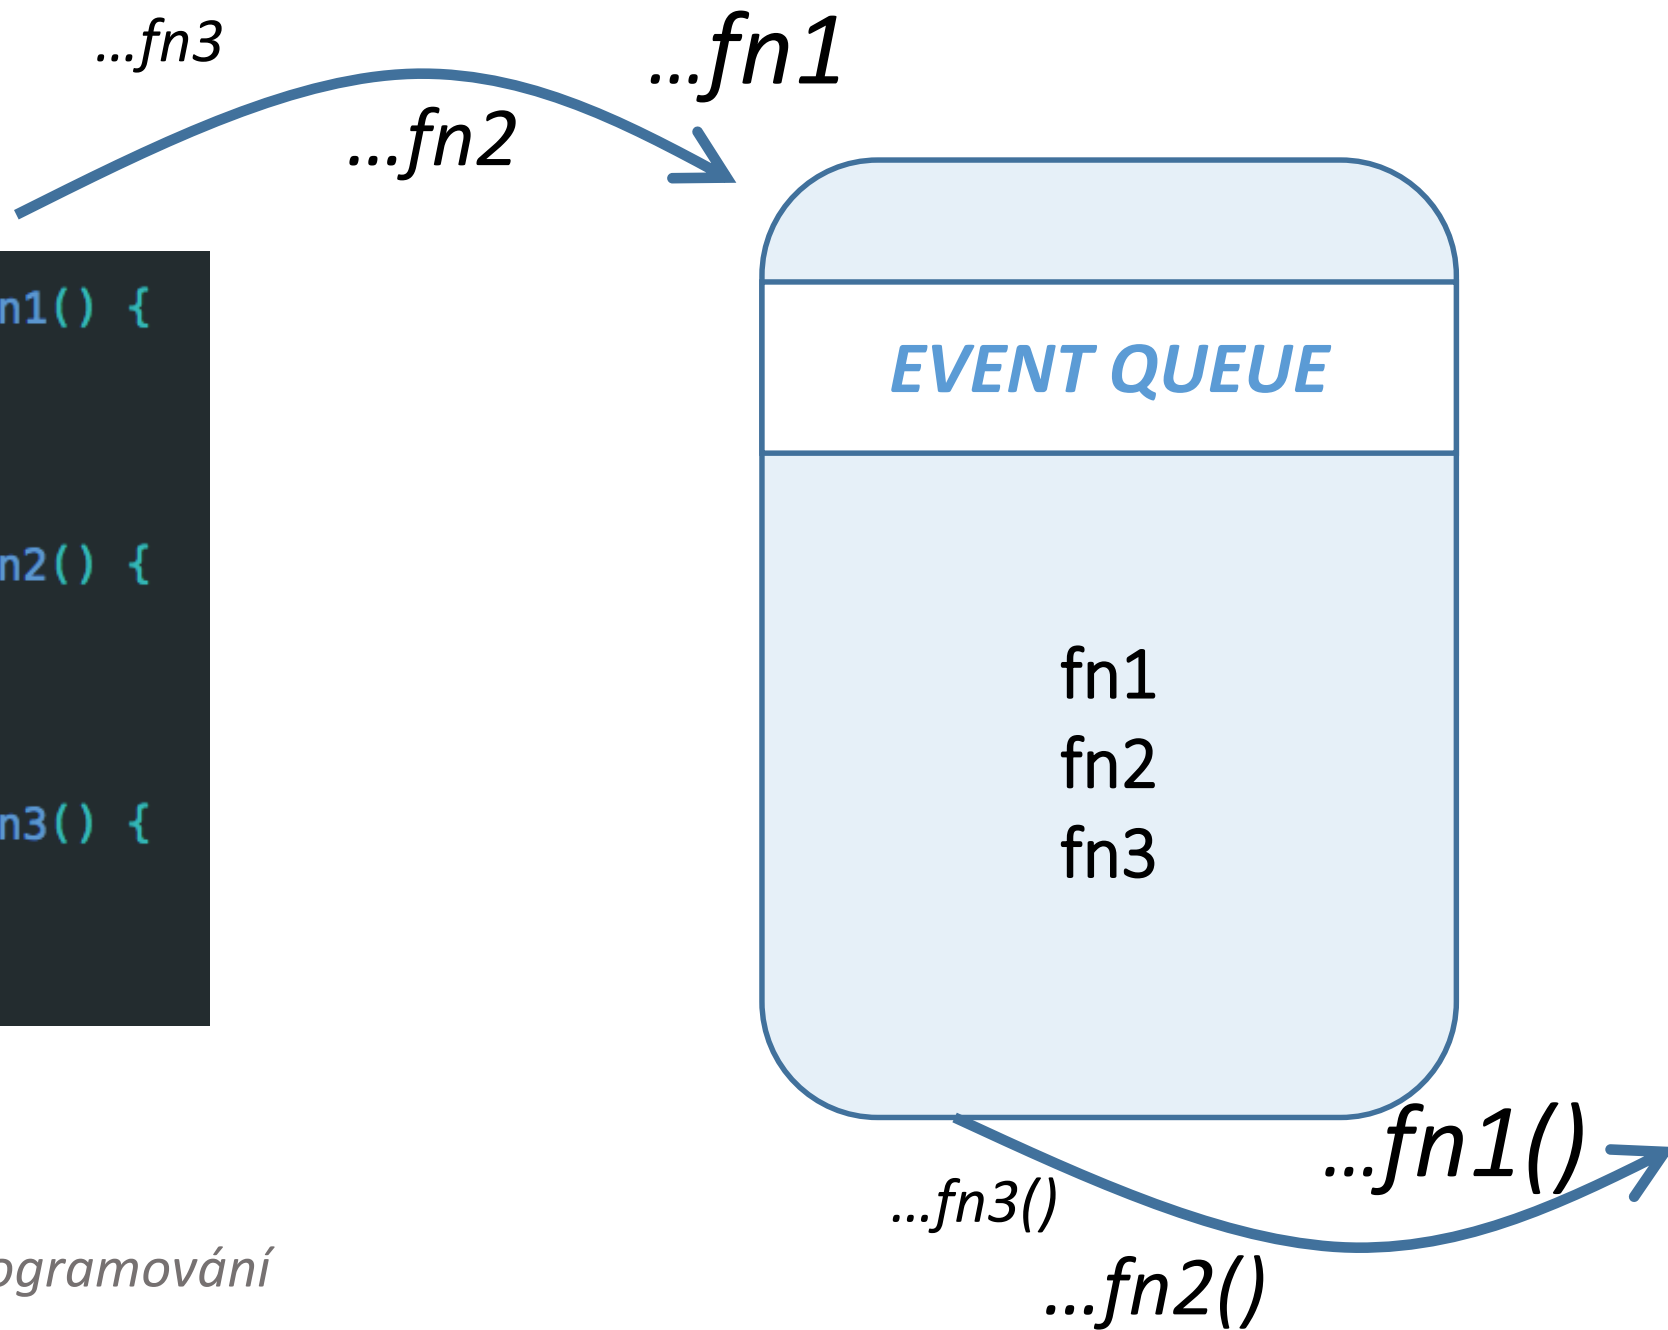 …fn3
…fn1
…fn2
n1() {
EVENT QUEUE
n2() {
fn1
fn2
n3() {
fn3
…fn1()
…fn3()
…fn2()
ogramování